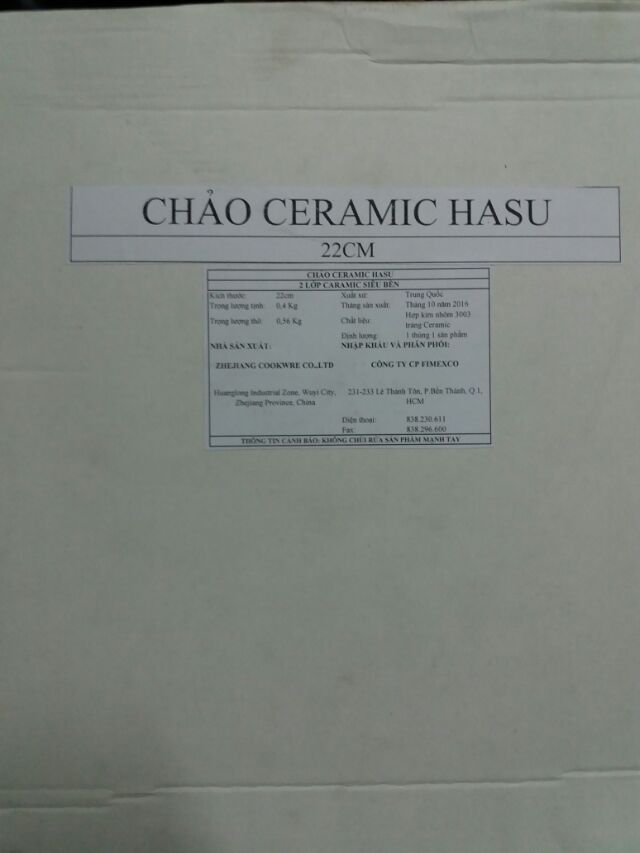 CHẢO CERAMIC HASU
22CM
CHẢO CERAMIC HASU
2 LỚP CARAMIC SIÊU BỀN
Kích thước: 22cm Xuất xứ: Trung Quốc
Trọng lượng tịnh: 0,4 Kg Tháng sản xuất: Tháng 10 năm 2016
Trọng lượng thô: 0,56 Kg Chất liệu: Hợp kim nhôm 3003
tráng Ceramic
Định lượng: 1 thùng 1 sản phẩm
NHÀ SẢN XUẤT: NHẬP KHẨU VÀ PHÂN PHỐI:
ZHEJIANG COOKWRE CO.,LTD CÔNG TY CP FIMEXCO
Huanglong Industrial Zone, Wuyi City, 231-233 Lê Thánh Tôn, P.Bến Thành, Q.1,
Zhejiang Province, China HCM
Điện thoại: 838.230.611
Fax: 838.296.600
THÔNG TIN CẢNH BÁO: KHÔNG CHÙI RỬA SẢN PHẨM MẠNH TAY